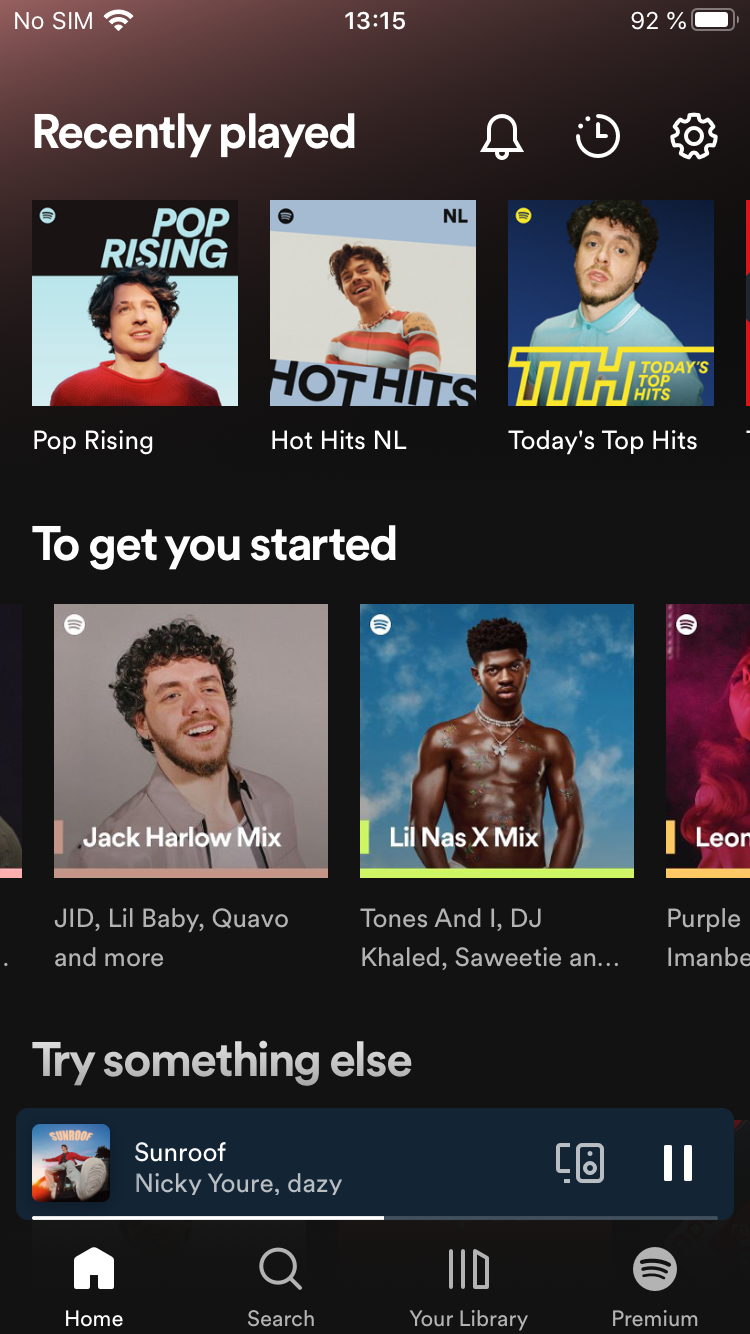 No SIM 13:15 92 %
Recently played
POP
RISING
NL
HOT HITS
TTH TODAY'S
TOP
HITS
Pop Rising
Hot Hits NL
Today's Top Hits
To get you started
Jack Harlow Mix
Lil Nas X Mix
Leon
JID, Lil Baby, Quavo
and more
Tones And I, DJ
Khaled, Saweetie an...
Purple
Imanbe
Try something else
SUNROOF
Sunroof
Nicky Youre, dazy
Home
Search
Your Library
Premium